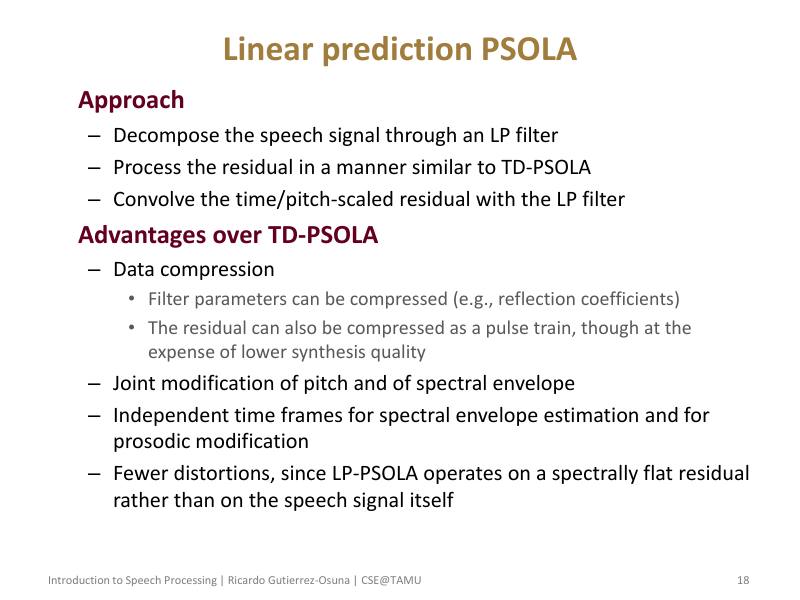 Linear prediction PSOLA
Approach
– Decompose the speech signal through an LP filter
– Process the residual in a manner similar to TD-PSOLA
– Convolve the time/pitch-scaled residual with the LP filter
Advantages over TD-PSOLA
– Data compression
• Filter parameters can be compressed (e.g., reflection coefficients)
• The residual can also be compressed as a pulse train, though at the
expense of lower synthesis quality
– Joint modification of pitch and of spectral envelope
– Independent time frames for spectral envelope estimation and for
prosodic modification
– Fewer distortions, since LP-PSOLA operates on a spectrally flat residual
rather than on the speech signal itself
Introduction to Speech Processing | Ricardo Gutierrez-Osuna | CSE@TAMU 18